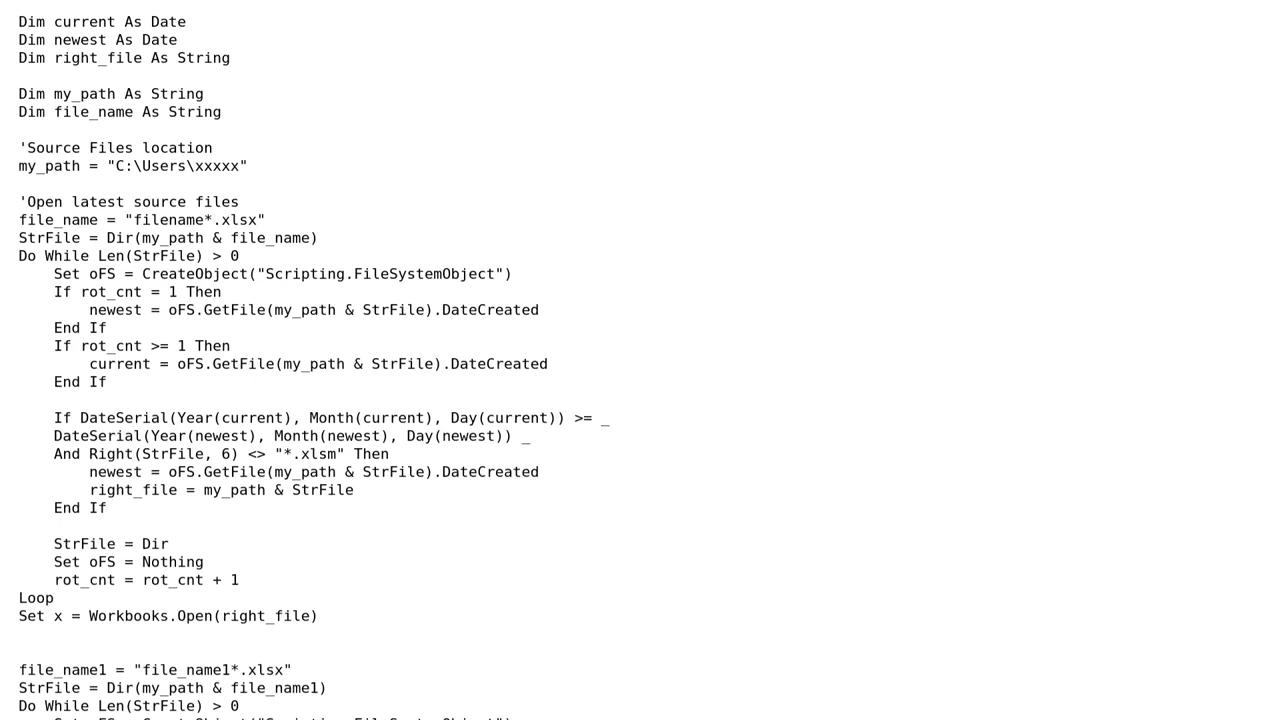 Dim current As Date
Dim newest As Date
Dim right_file As String
Dim my_path As String
Dim file_name As String
'Source Files location
my_path = "C:\Users\xxxxx"
'Open latest source files
file_name = "filename*.xlsx"
StrFile = Dir(my_path & file_name)
Do While Len(StrFile) > 0
    Set oFS = CreateObject("Scripting.FileSystemObject")
    If rot_cnt = 1 Then
        newest = oFS.GetFile(my_path & StrFile).DateCreated
    End If
    If rot_cnt >= 1 Then
        current = oFS.GetFile(my_path & StrFile).DateCreated
    End If
    If DateSerial(Year(current), Month(current), Day(current)) >= _
    DateSerial(Year(newest), Month(newest), Day(newest)) _
    And Right(StrFile, 6) <> "*.xlsm" Then
        newest = oFS.GetFile(my_path & StrFile).DateCreated
        right_file = my_path & StrFile
    End If
    StrFile = Dir
    Set oFS = Nothing
    rot_cnt = rot_cnt + 1
Loop
Set x = Workbooks.Open(right_file)
file_name1 = "file_name1*.xlsx"
StrFile = Dir(my_path & file_name1)
Do While Len(StrFile) > 0